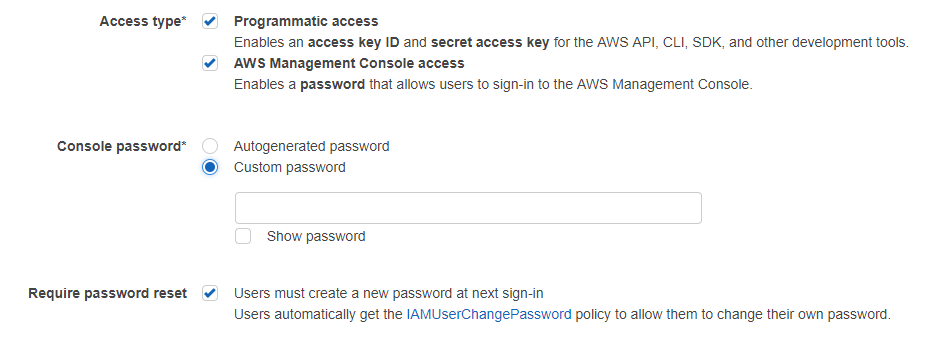 Access type* Programmatic access
Enables an access key ID and secret access key for the AWS API, CLI, SDK, and other development tools.
AWS Management Console access
Enables a password that allows users to sign-in to the AWS Management Console.
Console password* Autogenerated password
Custom password
Show password
Require password reset Users must create a new password at next sign-in
Users automatically get the IAMUserChangePassword policy to allow them to change their own password.